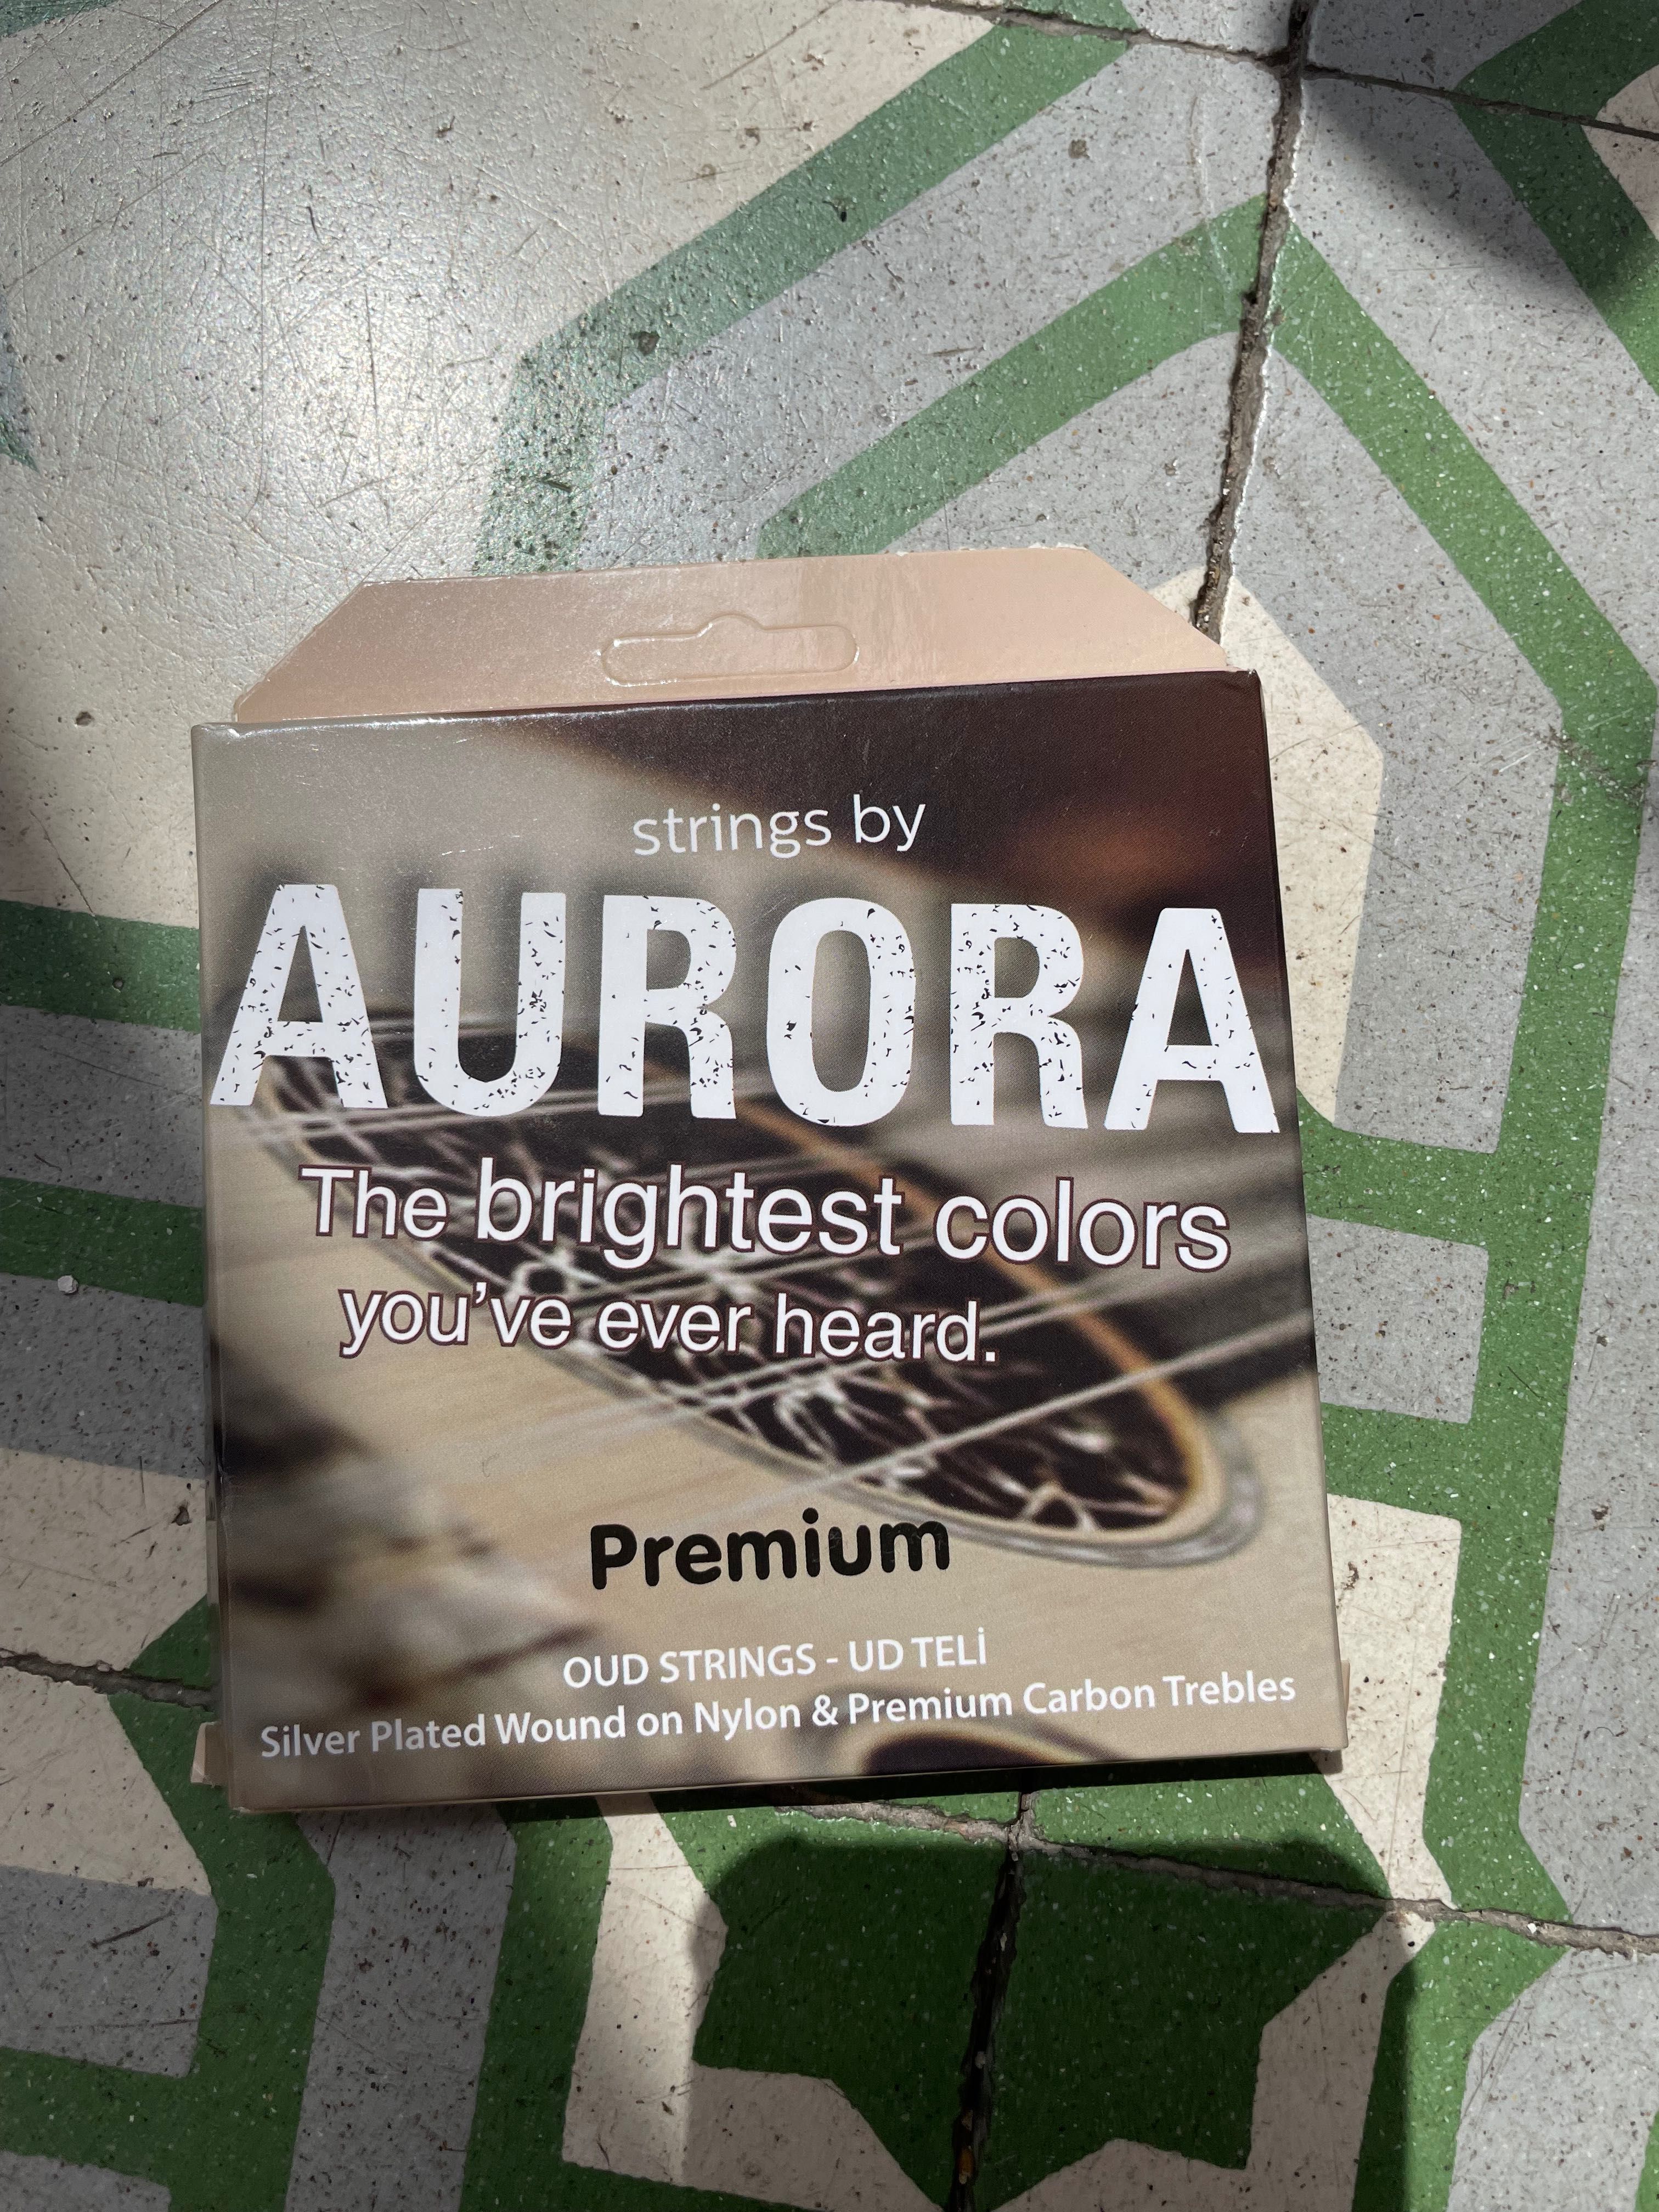 strings by
AURORA
The brightest colors
you've ever heard.
Premium
OUD STRINGS - UD TELİ
Silver Plated Wound on Nylon & Premium Carbon Trebles